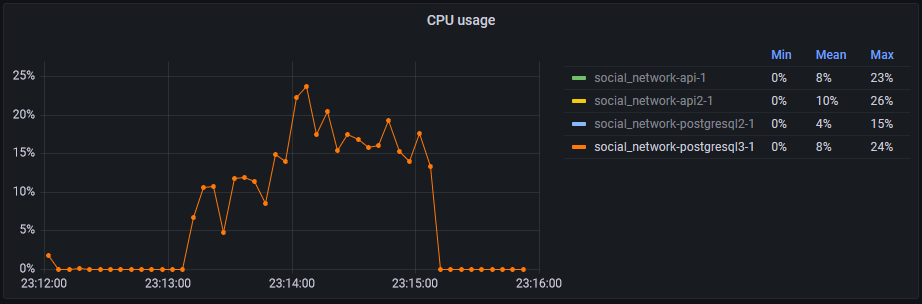 CPU usage
Min Mean Max
25%
20%
15%
10%
5%
0%
23:12:00 23:13:00 23:14:00 23:15:00 23:16:00
social_network-api-1 0% 8% 23%
social_network-api2-1 0% 10% 26%
social_network-postgresql2-1 0% 4% 15%
social_network-postgresql3-1 0% 8% 24%